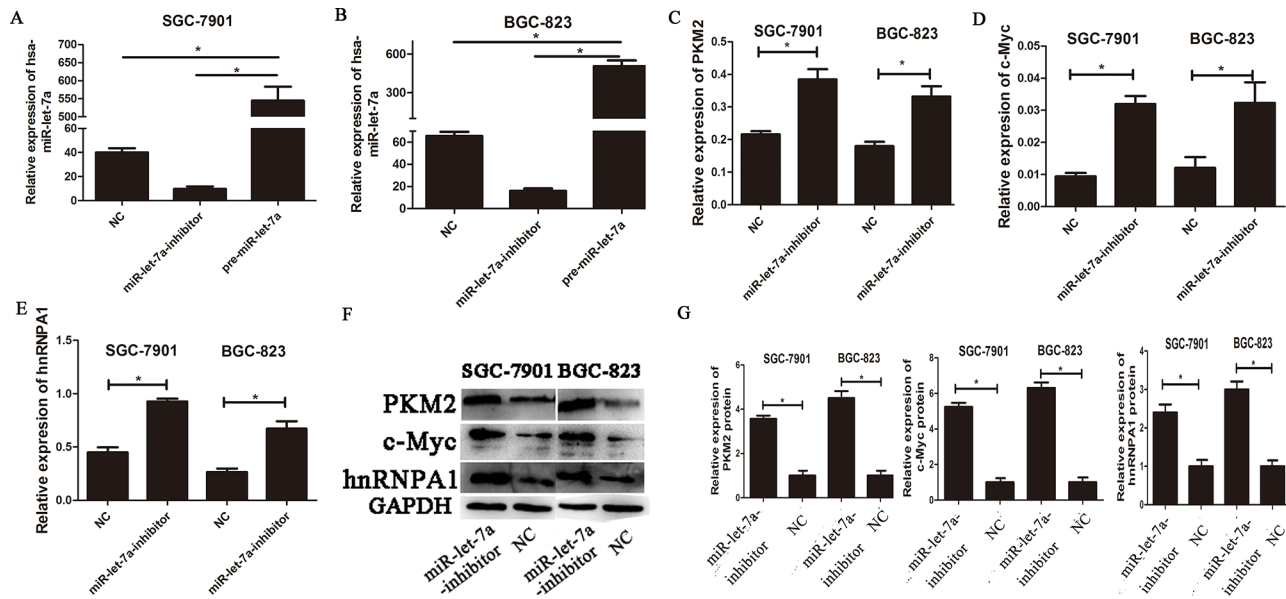 A
SGC-7901
Relative expression of hsa-
miR-let-7a
700
650
600
550
500
60
40
20
0
*
*
NC
miR-let-7a-inhibitor
pre-miR-let-7a
B
BGC-823
Relative expression of hsa-
miR-let-7a
500
300
60
40
20
0
*
*
NC
miR-let-7a-inhibitor
pre-miR-let-7a
C
Relative expression of PKM2
SGC-7901
BGC-823
0.5
0.4
0.3
0.2
0.1
0.0
*
*
NC
miR-let-7a-inhibitor
NC
miR-let-7a-inhibitor
D
Relative expression of c-Myc
SGC-7901
BGC-823
0.05
0.04
0.03
0.02
0.01
0.00
*
*
NC
miR-let-7a-inhibitor
NC
miR-let-7a-inhibitor
E
Relative expression of hnRNPA1
SGC-7901
BGC-823
1.5
1.0
0.5
0.0
*
*
NC
miR-let-7a-inhibitor
NC
miR-let-7a-inhibitor
F
SGC-7901 BGC-823
PKM2
c-Myc
hnRNPA1
GAPDH
miR-let-7a
-inhibitor
NC
miR-let-7a
-inhibitor
NC
G
Relative expresion of
PKM2 protein
SGC-7901
BGC-823
6
4
2
0
*
*
miR-let-7a-
inhibitor
NC
miR-let-7a-
inhibitor
NC
Relative expresion of
c-Myc protein
SGC-7901
BGC-823
8
6
4
2
0
*
*
miR-let-7a-
inhibitor
NC
miR-let-7a-
inhibitor
NC
Relative expresion of
hnRNPA1 protein
SGC-7901
BGC-823
4
3
2
1
0
*
*
miR-let-7a-
inhibitor
NC
miR-let-7a-
inhibitor
NC